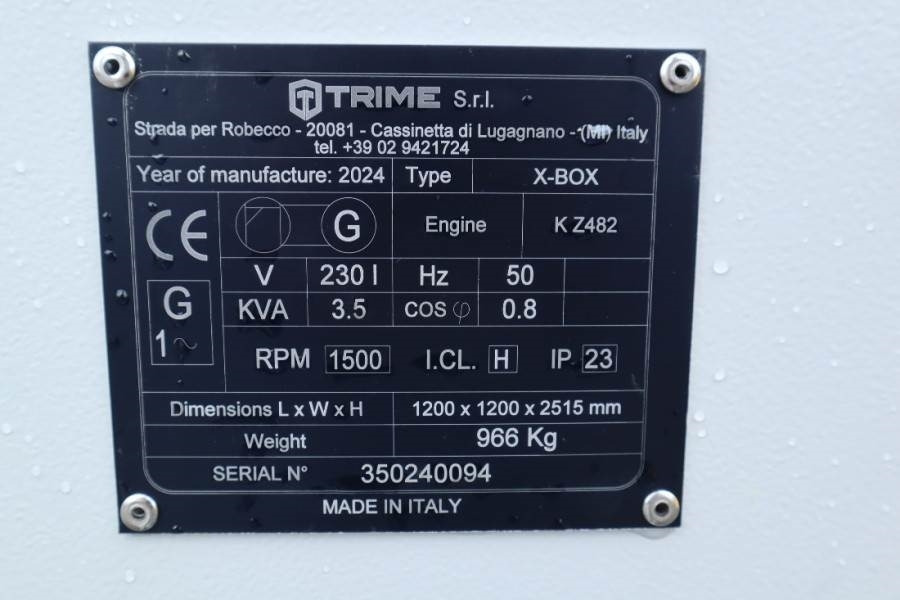 TRIME S.r.l.
Strada per Robecco - 20081 - Cassinetta di Lugagnano - (MI) Italy
tel. +39 02 9421724
Year of manufacture: 2024 Type X-BOX
CE G Engine K Z482
V 230 I Hz 50
G 1~ KVA 3.5 COS φ 0.8
RPM 1500 I.CL. H IP 23
Dimensions L x W x H 1200 x 1200 x 2515 mm
Weight 966 Kg
SERIAL N° 350240094
MADE IN ITALY